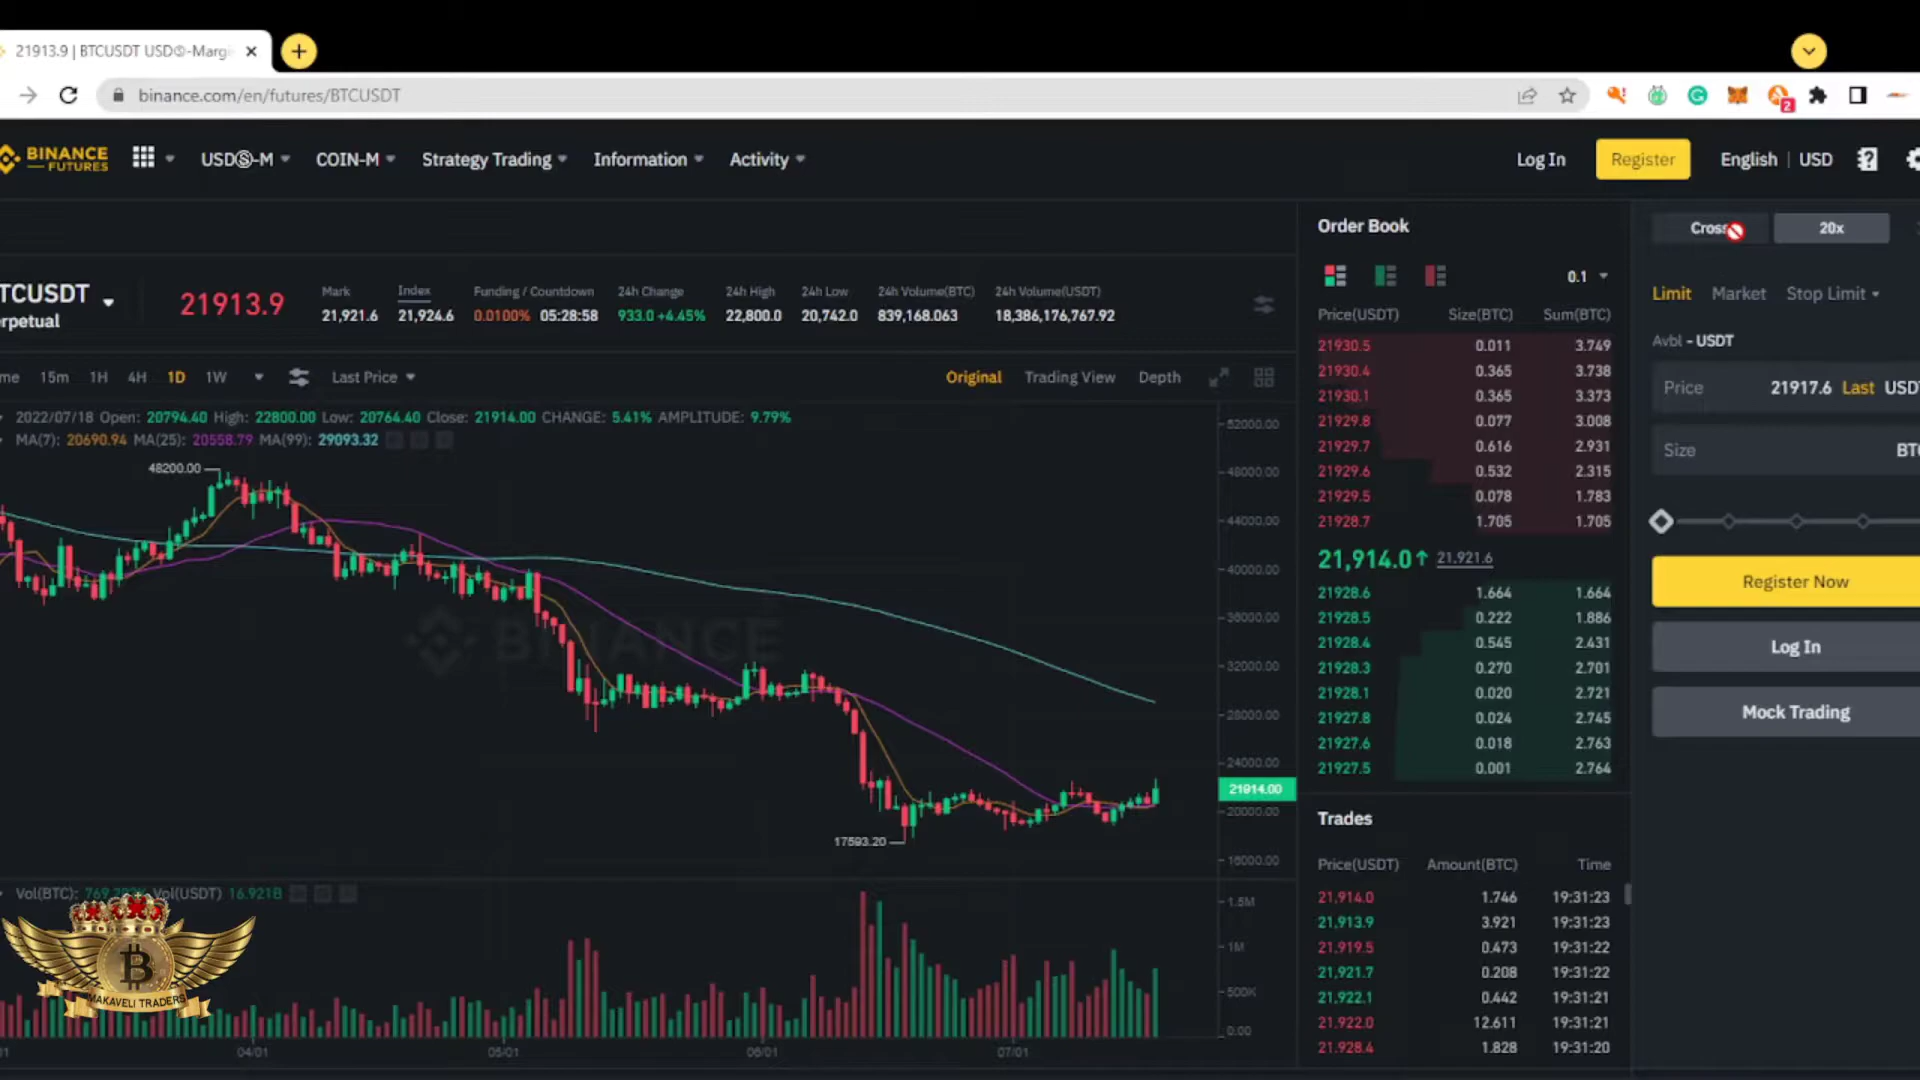 21913.9 | BTCUSDT USDⓈ-Margi
binance.com/en/futures/BTCUSDT
2
BINANCE
FUTURES
USDⓈ-M
COIN-M
Strategy Trading
Information
Activity
Log In
Register
English | USD
TCUSDT
rpetual
21913.9
Mark
21,921.6
Index
21,924.6
Funding / Countdown
0.0100% 05:28:58
24h Change
933.0 +4.45%
24h High
22,800.0
24h Low
20,742.0
24h Volume(BTC)
839,168.063
24h Volume(USDT)
18,386,176,767.92
me 15m 1H 4H 1D 1W
Last Price
Original Trading View Depth
2022/07/18 Open: 20794.40 High: 22800.00 Low: 20764.40 Close: 21914.00 CHANGE: 5.41% AMPLITUDE: 9.79%
MA(7): 20690.94 MA(25): 20558.79 MA(99): 29093.32
48200.00
17593.20
BINANCE
52000.00
48000.00
44000.00
40000.00
36000.00
32000.00
28000.00
24000.00
21914.00
20000.00
16000.00
Vol(BTC): Vol(USDT) 16.921B
1.5M
1M
500K
0.00
04/01 05/01 06/01 07/01
MAKAVELI TRADERS
Order Book
0.1
Price(USDT) Size(BTC) Sum(BTC)
21930.5 0.011 3.749
21930.4 0.365 3.738
21930.1 0.365 3.373
21929.8 0.077 3.008
21929.7 0.616 2.931
21929.6 0.532 2.315
21929.5 0.078 1.783
21928.7 1.705 1.705
21,914.0↑ 21,921.6
21928.6 1.664 1.664
21928.5 0.222 1.886
21928.4 0.545 2.431
21928.3 0.270 2.701
21928.1 0.020 2.721
21927.8 0.024 2.745
21927.6 0.018 2.763
21927.5 0.001 2.764
Trades
Price(USDT) Amount(BTC) Time
21,914.0 1.746 19:31:23
21,913.9 3.921 19:31:23
21,919.5 0.473 19:31:22
21,921.7 0.208 19:31:22
21,922.1 0.442 19:31:21
21,922.0 12.611 19:31:21
21,928.4 1.828 19:31:20
Cross 20x
Limit Market Stop Limit
Avbl - USDT
Price 21917.6 Last USDT
Size BT
Register Now
Log In
Mock Trading